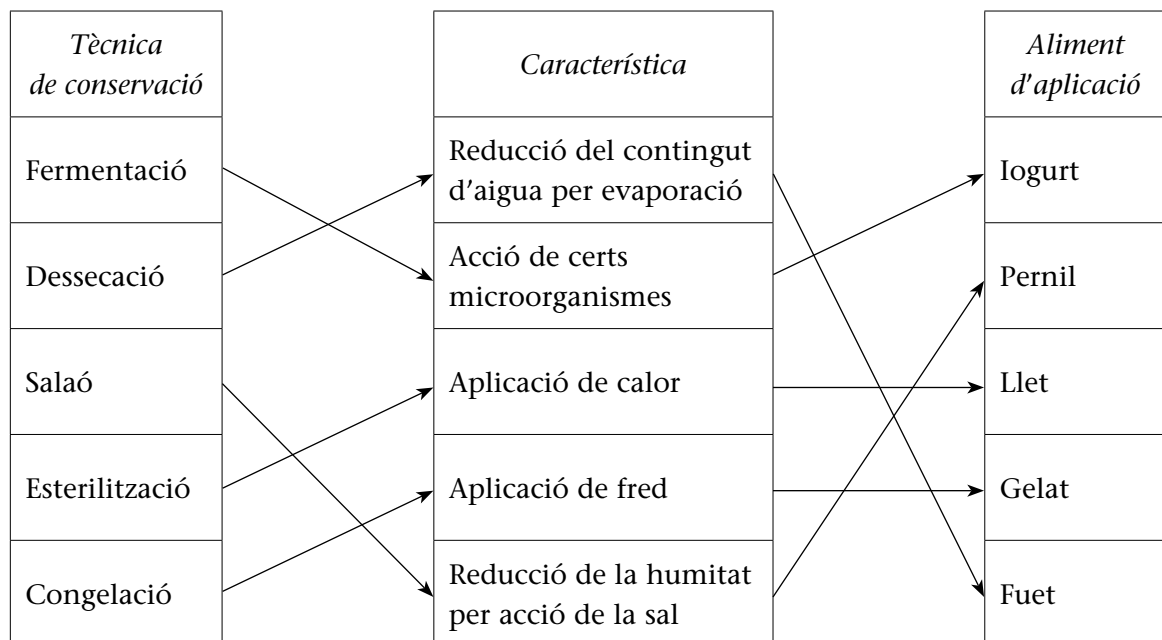 Tècnica
de conservació
Característica
Aliment
d'aplicació
Fermentació
Reducció del contingut
d'aigua per evaporació
Iogurt
Dessecació
Acció de certs
microorganismes
Pernil
Salaó
Aplicació de calor
Llet
Esterilització
Aplicació de fred
Gelat
Congelació
Reducció de la humitat
per acció de la sal
Fuet